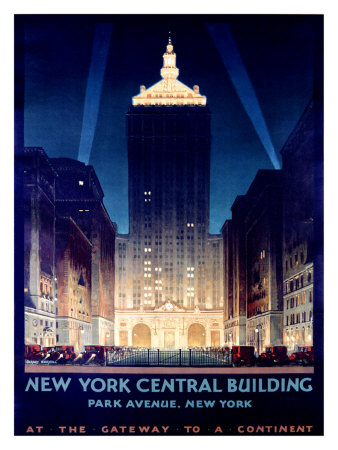 NEW YORK CENTRAL BUILDING
PARK AVENUE, NEW YORK
AT THE GATEWAY TO A CONTINENT